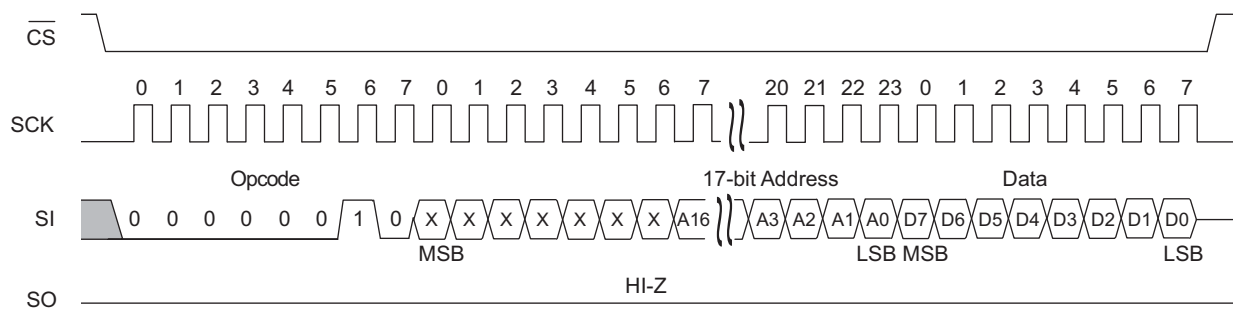 CS
0 1 2 3 4 5 6 7 0 1 2 3 4 5 6 7 20 21 22 23 0 1 2 3 4 5 6 7
SCK
Opcode 17-bit Address Data
SI 0 0 0 0 0 0 1 0 X X X X X X X A16 A3 A2 A1 A0 D7 D6 D5 D4 D3 D2 D1 D0
MSB LSB MSB LSB
HI-Z
SO